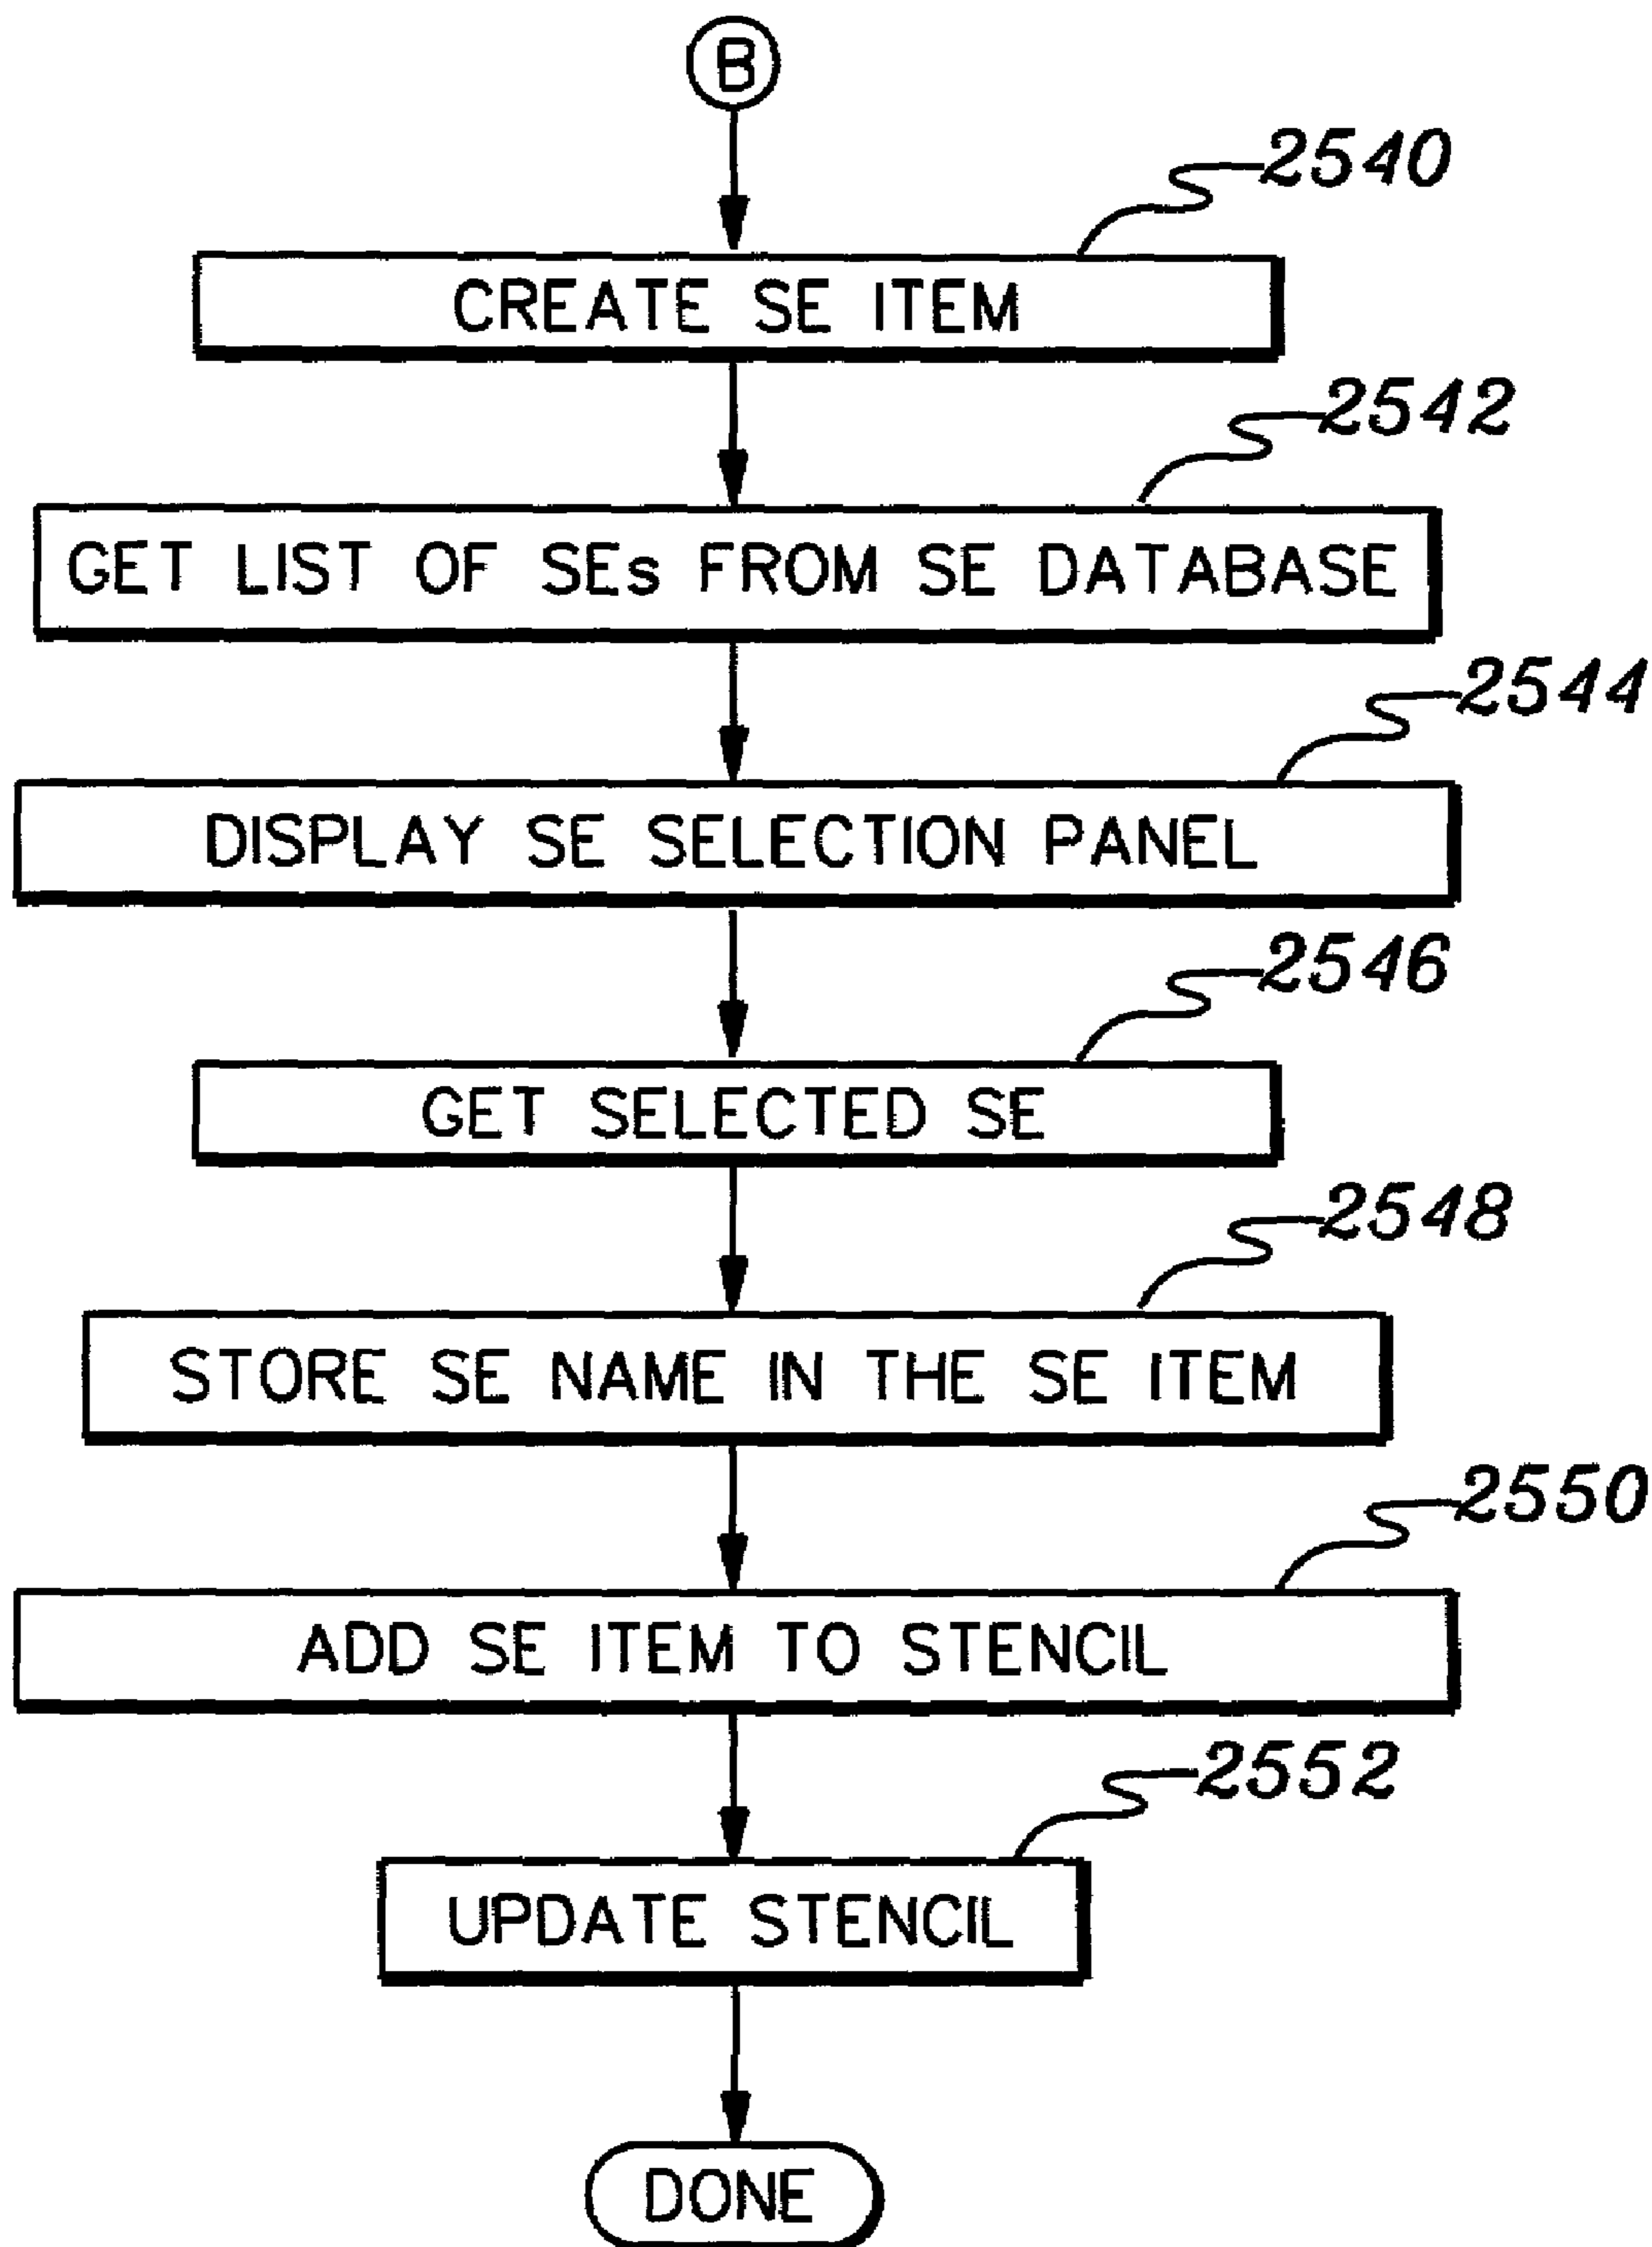 B
2540
CREATE SE ITEM
2542
GET LIST OF SEs FROM SE DATABASE
2544
DISPLAY SE SELECTION PANEL
2546
GET SELECTED SE
2548
STORE SE NAME IN THE SE ITEM
2550
ADD SE ITEM TO STENCIL
2552
UPDATE STENCIL
DONE